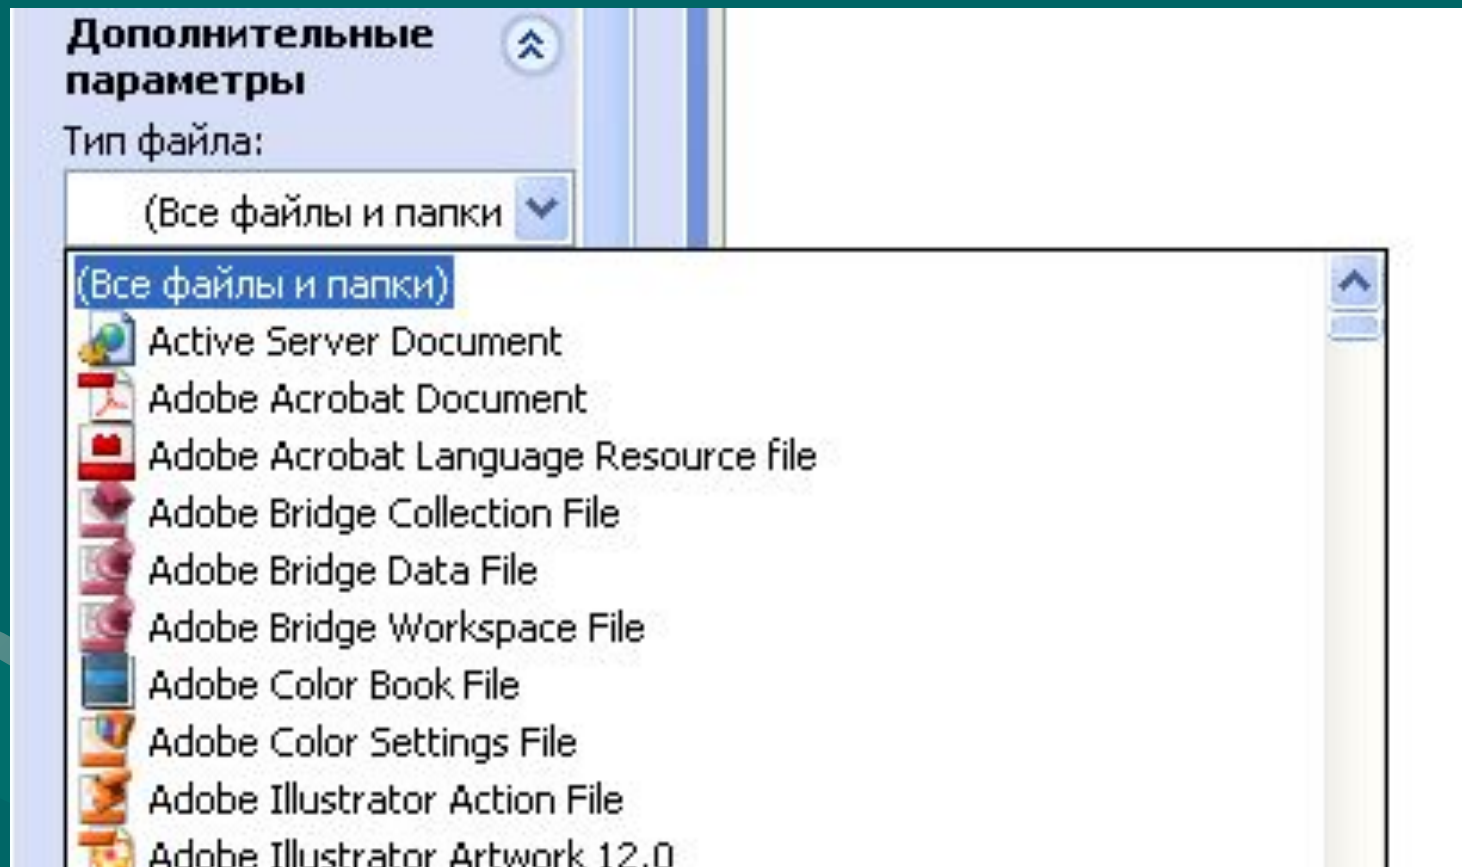 Дополнительные
параметры
Тип файла:
(Все файлы и папки
(Все файлы и папки)
Active Server Document
Adobe Acrobat Document
Adobe Acrobat Language Resource file
Adobe Bridge Collection File
Adobe Bridge Data File
Adobe Bridge Workspace File
Adobe Color Book File
Adobe Color Settings File
Adobe Illustrator Action File
Adobe Illustrator Artwork 12.0